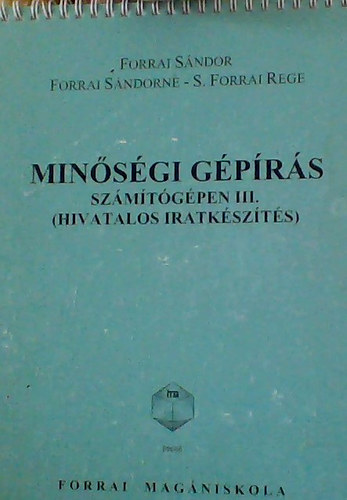 FORRAI SÁNDOR
FORRAI SÁNDORNÉ - S. FORRAI REGE
MINŐSÉGI GÉPÍRÁS
SZÁMÍTÓGÉPEN III.
(HIVATALOS IRATKÉSZÍTÉS)
FORRAI MAGÁNISKOLA